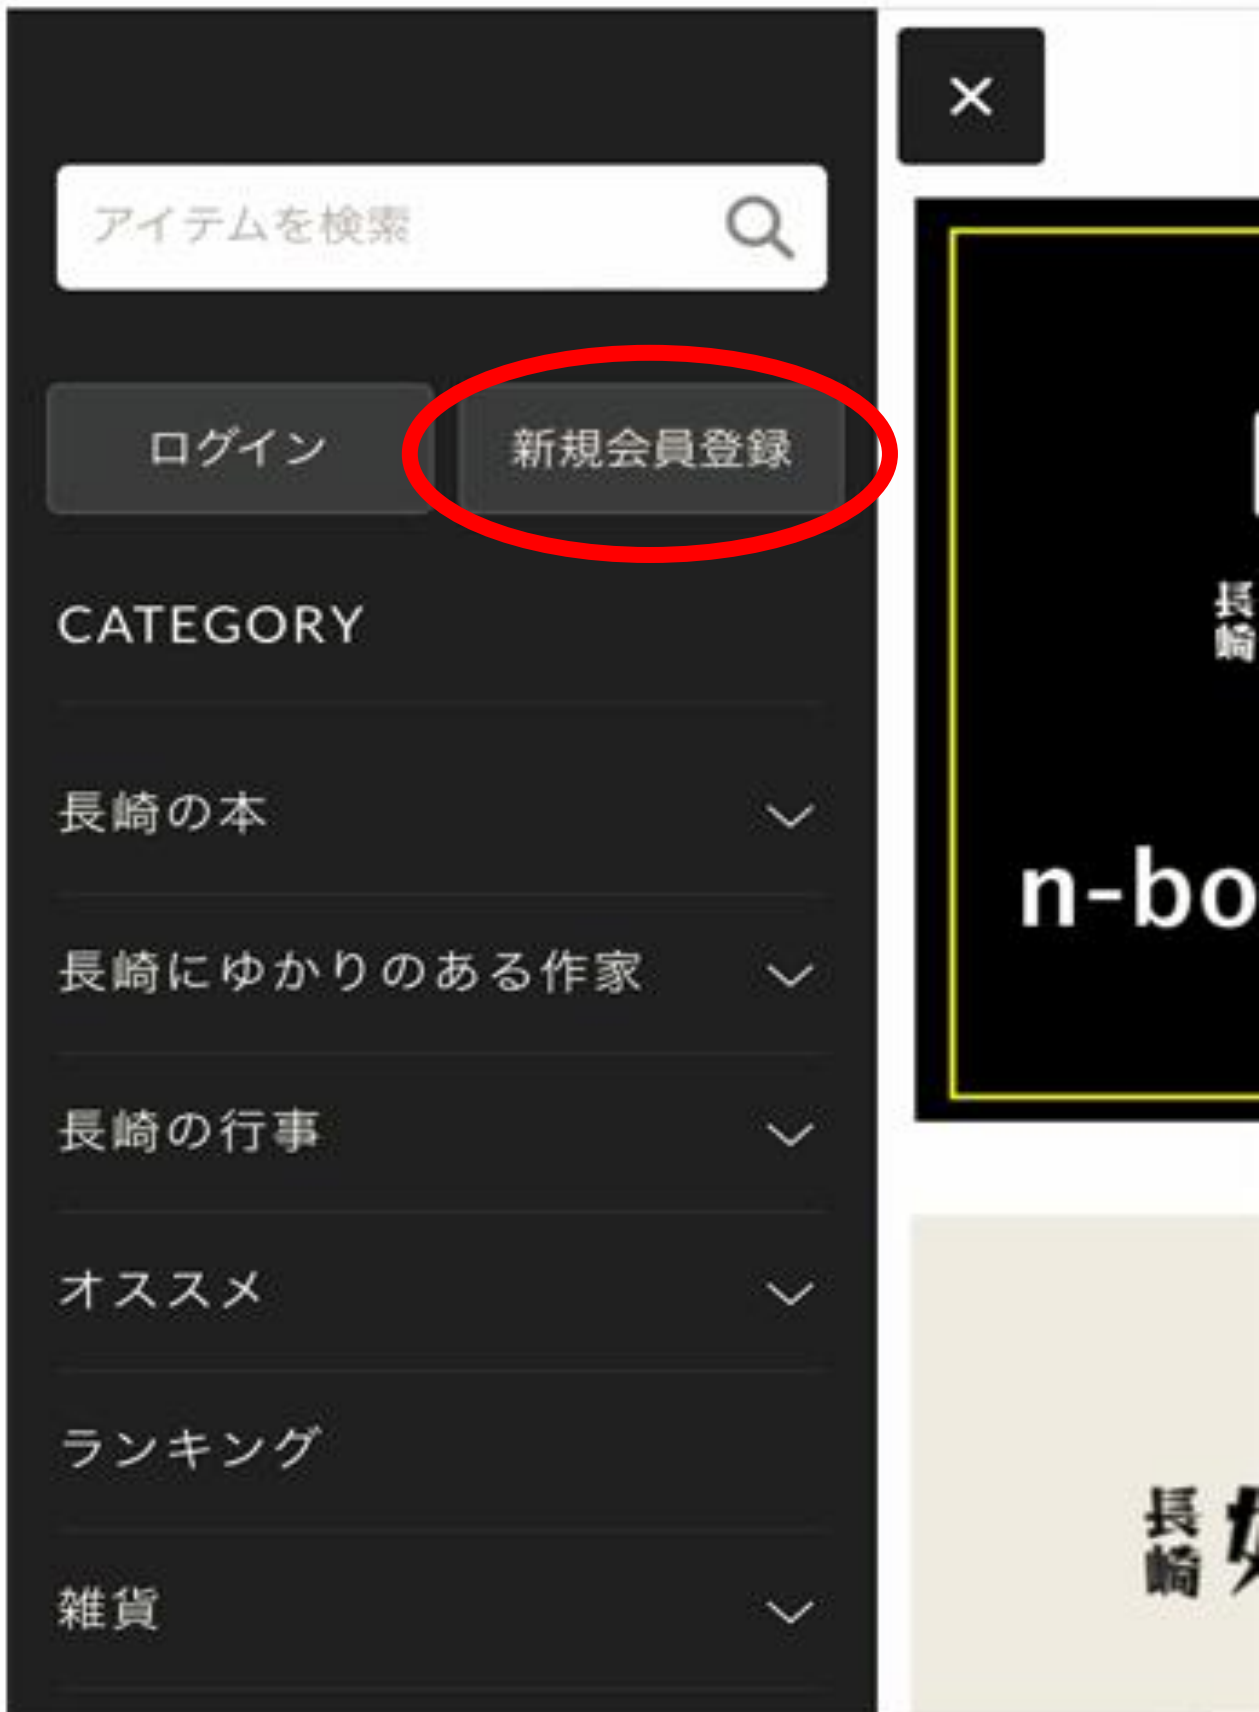 アイテムを検索
ログイン
新規会員登録
CATEGORY
長崎の本
長崎にゆかりのある作家
長崎の行事
オススメ
ランキング
雑貨
長崎
n-bo
長崎